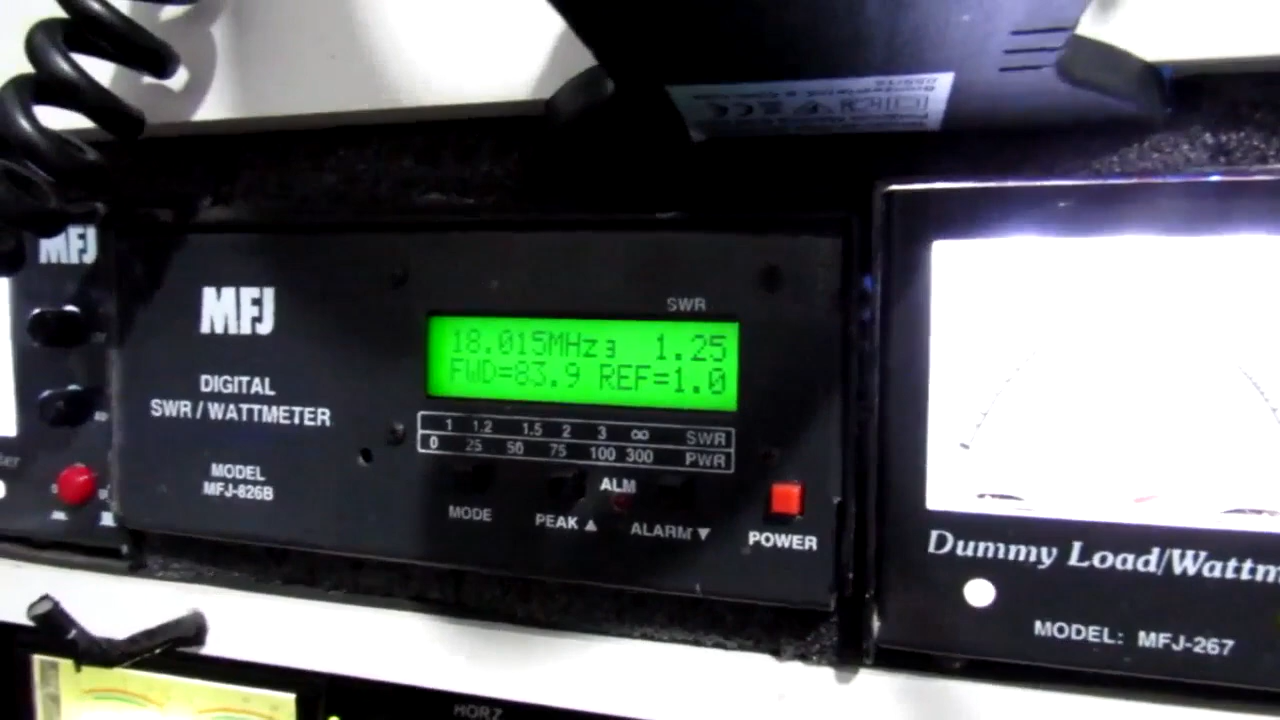 MFJ
MFJ
DIGITAL
SWR / WATTMETER
MODEL
MFJ-826B
SWR
18.015MHz 1.25
FWD=83.9 REF=1.0
1 1.2 1.5 2 3 ∞ SWR
0 25 50 75 100 300 PWR
ALM
MODE PEAK ▲ ALARM ▼
POWER
Dummy Load/Wattm
MODEL: MFJ-267
HORZ